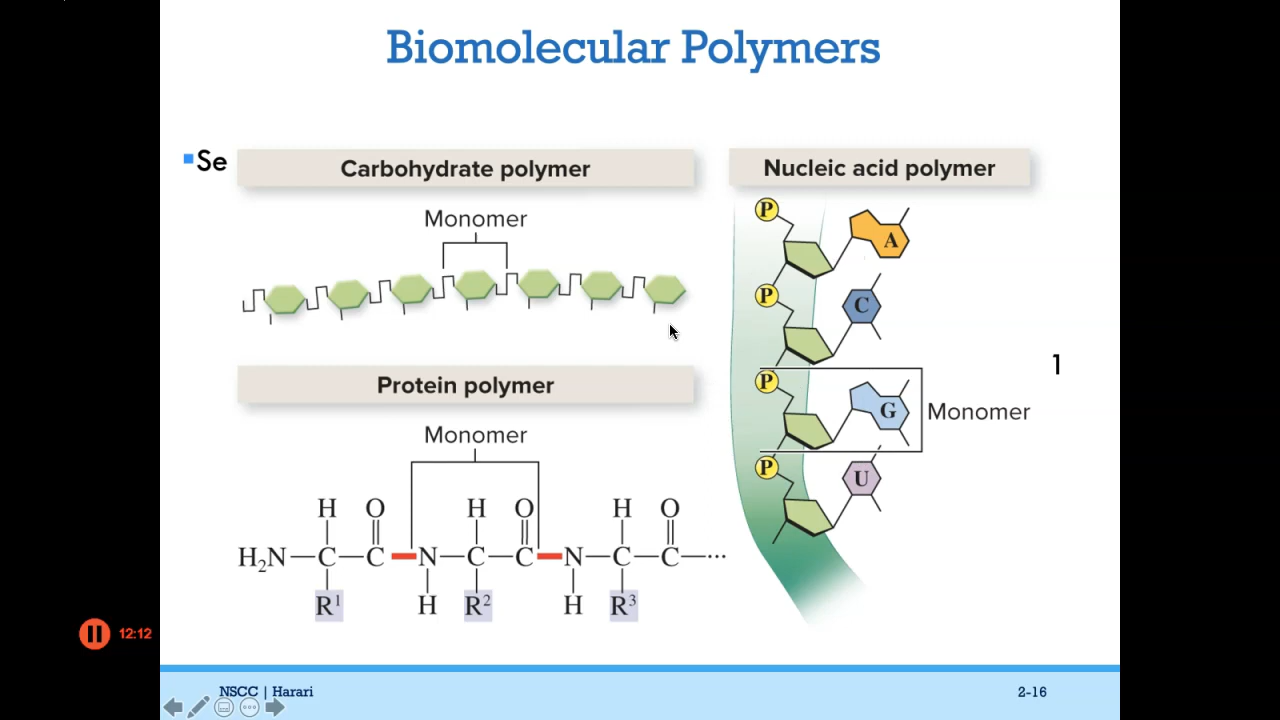 Biomolecular Polymers
Se
Carbohydrate polymer
Monomer
Protein polymer
Monomer
H O H O H O
H₂N C C N C C N C C ...
R¹ H R² H R³
Nucleic acid polymer
P
A
P
C
P
G
Monomer
P
U
1
12:12
NSCC | Harari
2-16